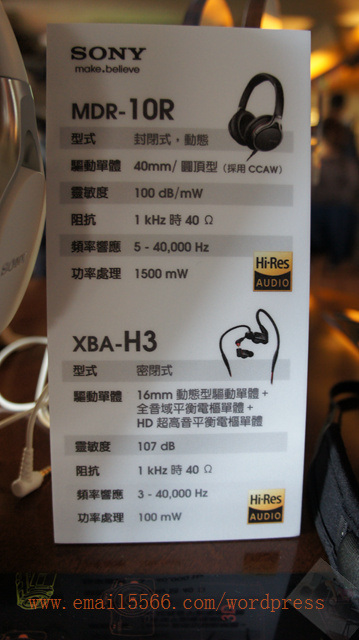 SONY
make.believe
MDR-10R
型式 封閉式，動態
驅動單體 40mm/ 圓頂型（採用 CCAW）
靈敏度 100 dB/mW
阻抗 1 kHz 時 40 Ω
頻率響應 5 - 40,000 Hz
功率處理 1500 mW
Hi-Res
AUDIO
XBA-H3
型式 密閉式
驅動單體 16mm 動態型驅動單體 +
全音域平衡電樞單體 +
HD 超高音平衡電樞單體
靈敏度 107 dB
阻抗 1 kHz 時 40 Ω
頻率響應 3 - 40,000 Hz
功率處理 100 mW
Hi-Res
AUDIO
SONY
www.email5566.com/wordpress